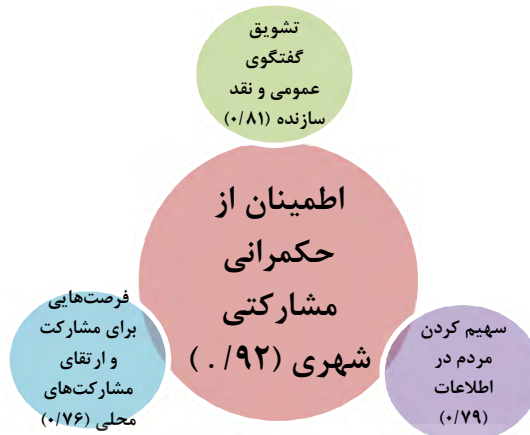 تشویق
گفتگوی
عمومی و نقد
سازنده (۰/۸۱)
اطمینان از
حکمرانی
مشارکتی
شهری (۰/۹۲)
فرصت‌هایی
برای مشارکت
و ارتقای
مشارکت‌های
محلی (۰/۷۶)
سهیم کردن
مردم در
اطلاعات
(۰/۷۹)